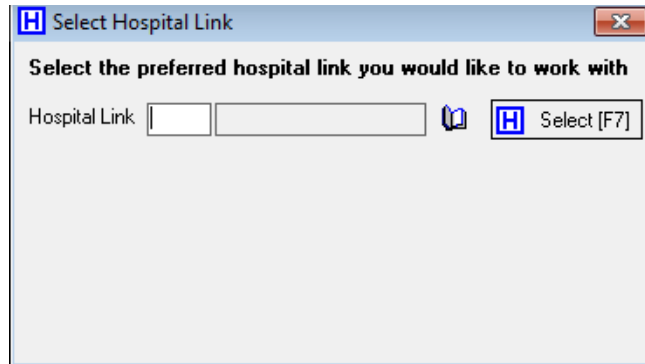 H Select Hospital Link
Select the preferred hospital link you would like to work with
Hospital Link
H Select [F7]